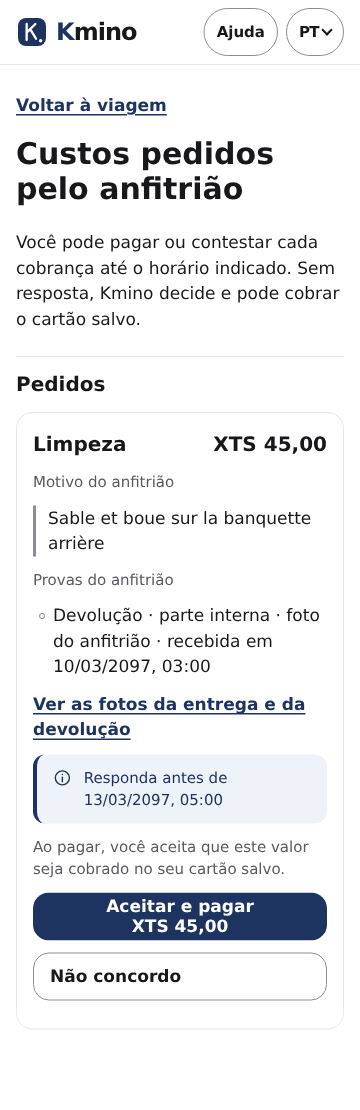 K. Kmino
Ajuda
PT
Voltar à viagem
Custos pedidos
pelo anfitrião
Você pode pagar ou contestar cada
cobrança até o horário indicado. Sem
resposta, Kmino decide e pode cobrar
o cartão salvo.
Pedidos
Limpeza XTS 45,00
Motivo do anfitrião
Sable et boue sur la banquette
arrière
Provas do anfitrião
Devolução · parte interna · foto
do anfitrião · recebida em
10/03/2097, 03:00
Ver as fotos da entrega e da
devolução
Responda antes de
13/03/2097, 05:00
Ao pagar, você aceita que este valor
seja cobrado no seu cartão salvo.
Aceitar e pagar
XTS 45,00
Não concordo